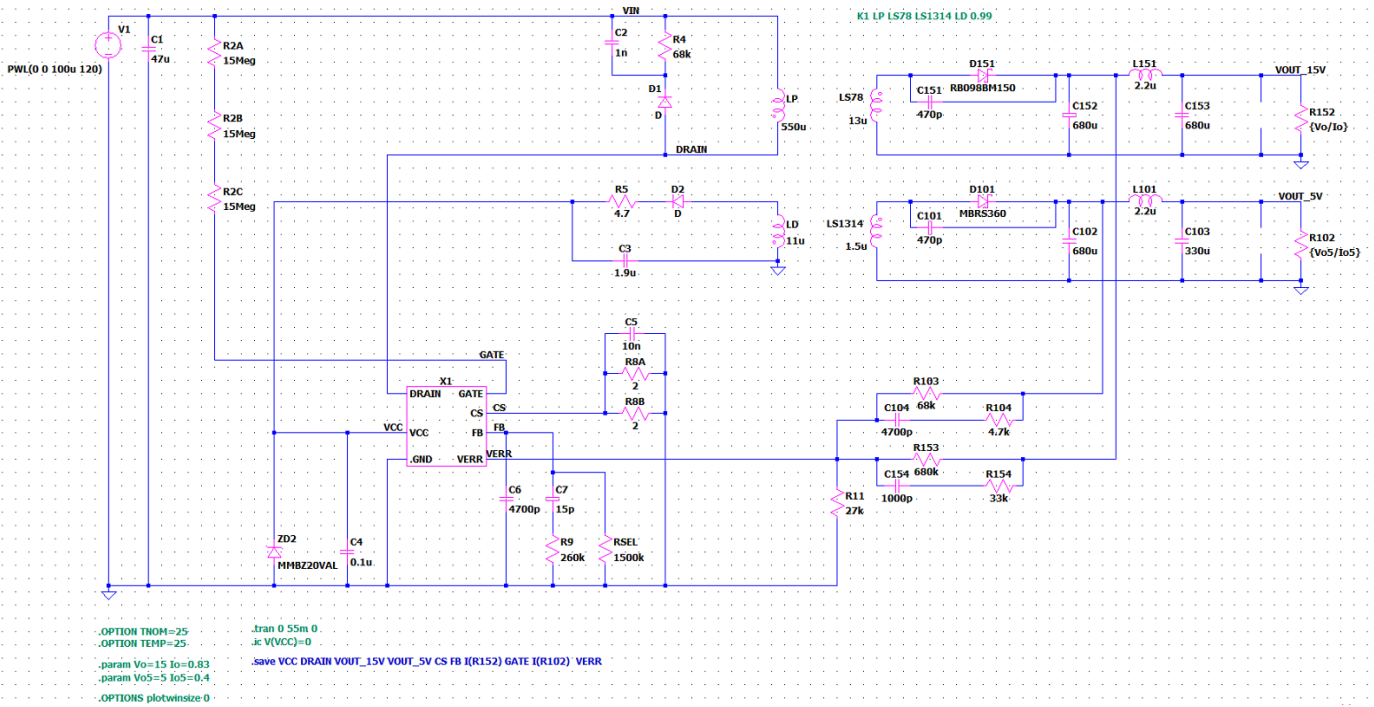 VIN
K1 LP LS78 LS1314 LD 0.99
V1
PWL(0 0 100u 120)
C1
47u
R2A
15Meg
C2
1n
R4
68k
D1
D
LP
550u
DRAIN
LS78
13u
D151
RB098BM150
C151
470p
C152
680u
L151
2.2u
C153
680u
VOUT_15V
R152
{Vo/Io}
R2B
15Meg
R2C
15Meg
R5
4.7
D2
D
LD
11u
C3
1.9u
LS1314
1.5u
D101
MBRS360
C101
470p
C102
680u
L101
2.2u
C103
330u
VOUT_5V
R102
{Vo5/Io5}
C5
10n
R8A
2
R8B
2
GATE
X1
DRAIN GATE
CS
CS
VCC
VCC
FB
FB
.GND
VERR
VERR
R103
68k
C104
4700p
R104
4.7k
R153
680k
C154
1000p
R154
33k
R11
27k
C6
4700p
C7
15p
R9
260k
RSEL
1500k
ZD2
MMBZ20VAL
C4
0.1u
.OPTION TNOM=25
.OPTION TEMP=25
.tran 0 55m 0
.ic V(VCC)=0
.param Vo=15 Io=0.83
.param Vo5=5 Io5=0.4
.save VCC DRAIN VOUT_15V VOUT_5V CS FB I(R152) GATE I(R102) VERR
.OPTIONS plotwinsize 0